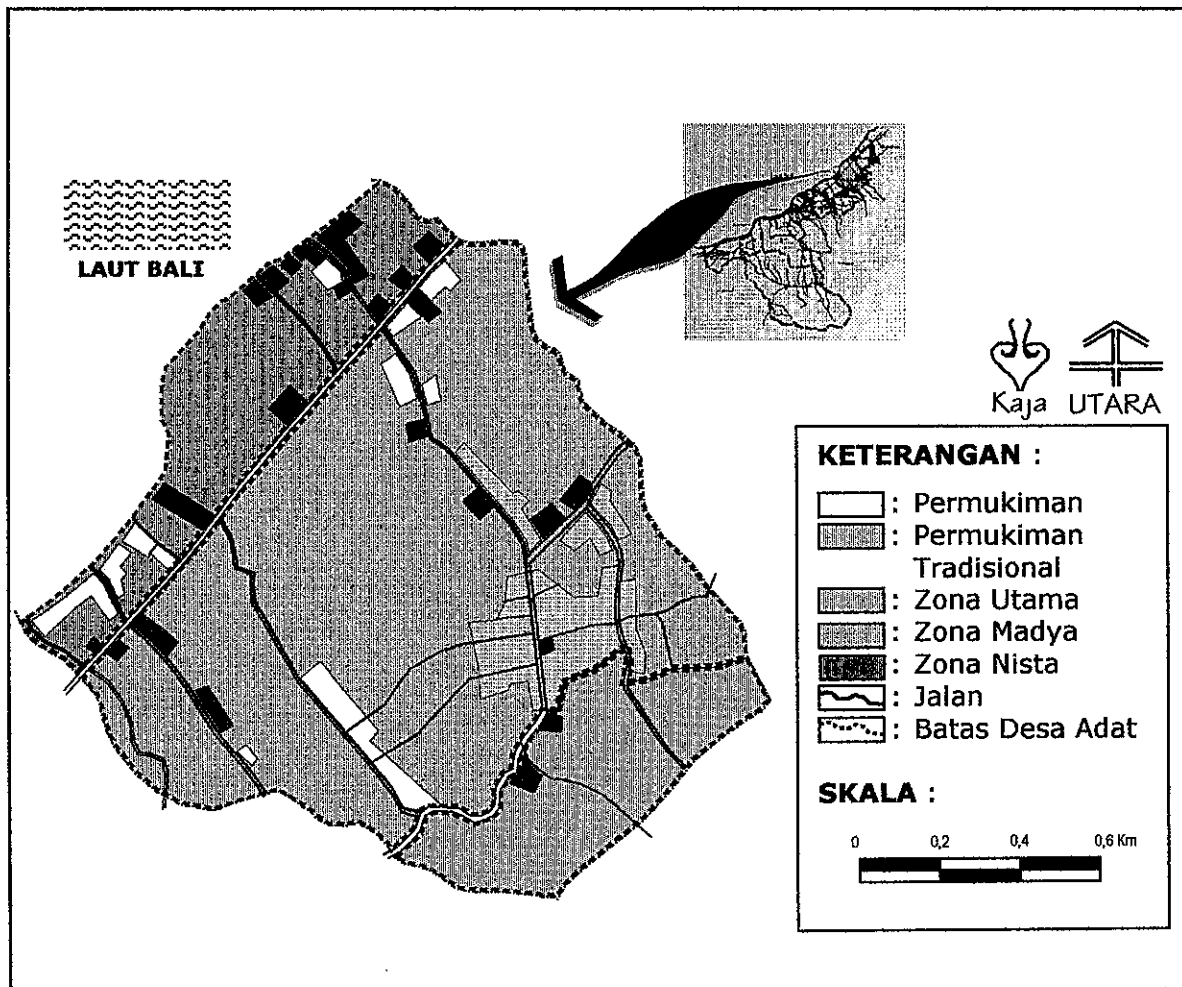 LAUT BALI
Kaja UTARA
KETERANGAN :
: Permukiman
: Permukiman
Tradisional
: Zona Utama
: Zona Madya
: Zona Nista
: Jalan
: Batas Desa Adat
SKALA :
0 0,2 0,4 0,6 Km